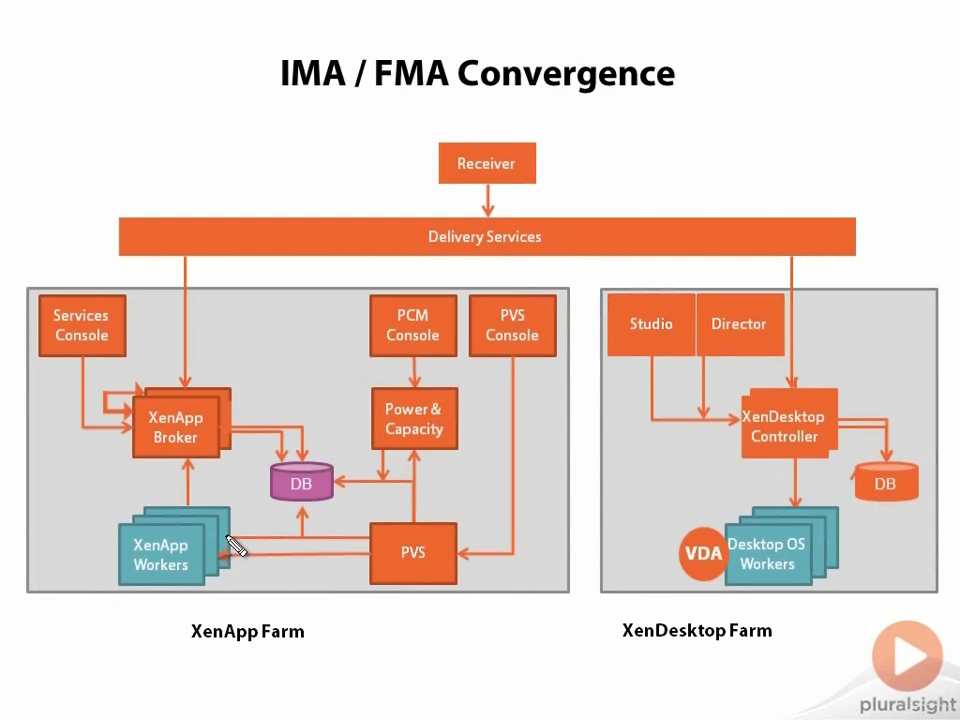 IMA / FMA Convergence
Receiver
Delivery Services
Services
Console
PCM
Console
PVS
Console
Studio
Director
XenApp
Broker
Power &
Capacity
XenDesktop
Controller
DB
DB
XenApp
Workers
PVS
VDA
Desktop OS
Workers
XenApp Farm
XenDesktop Farm
pluralsight